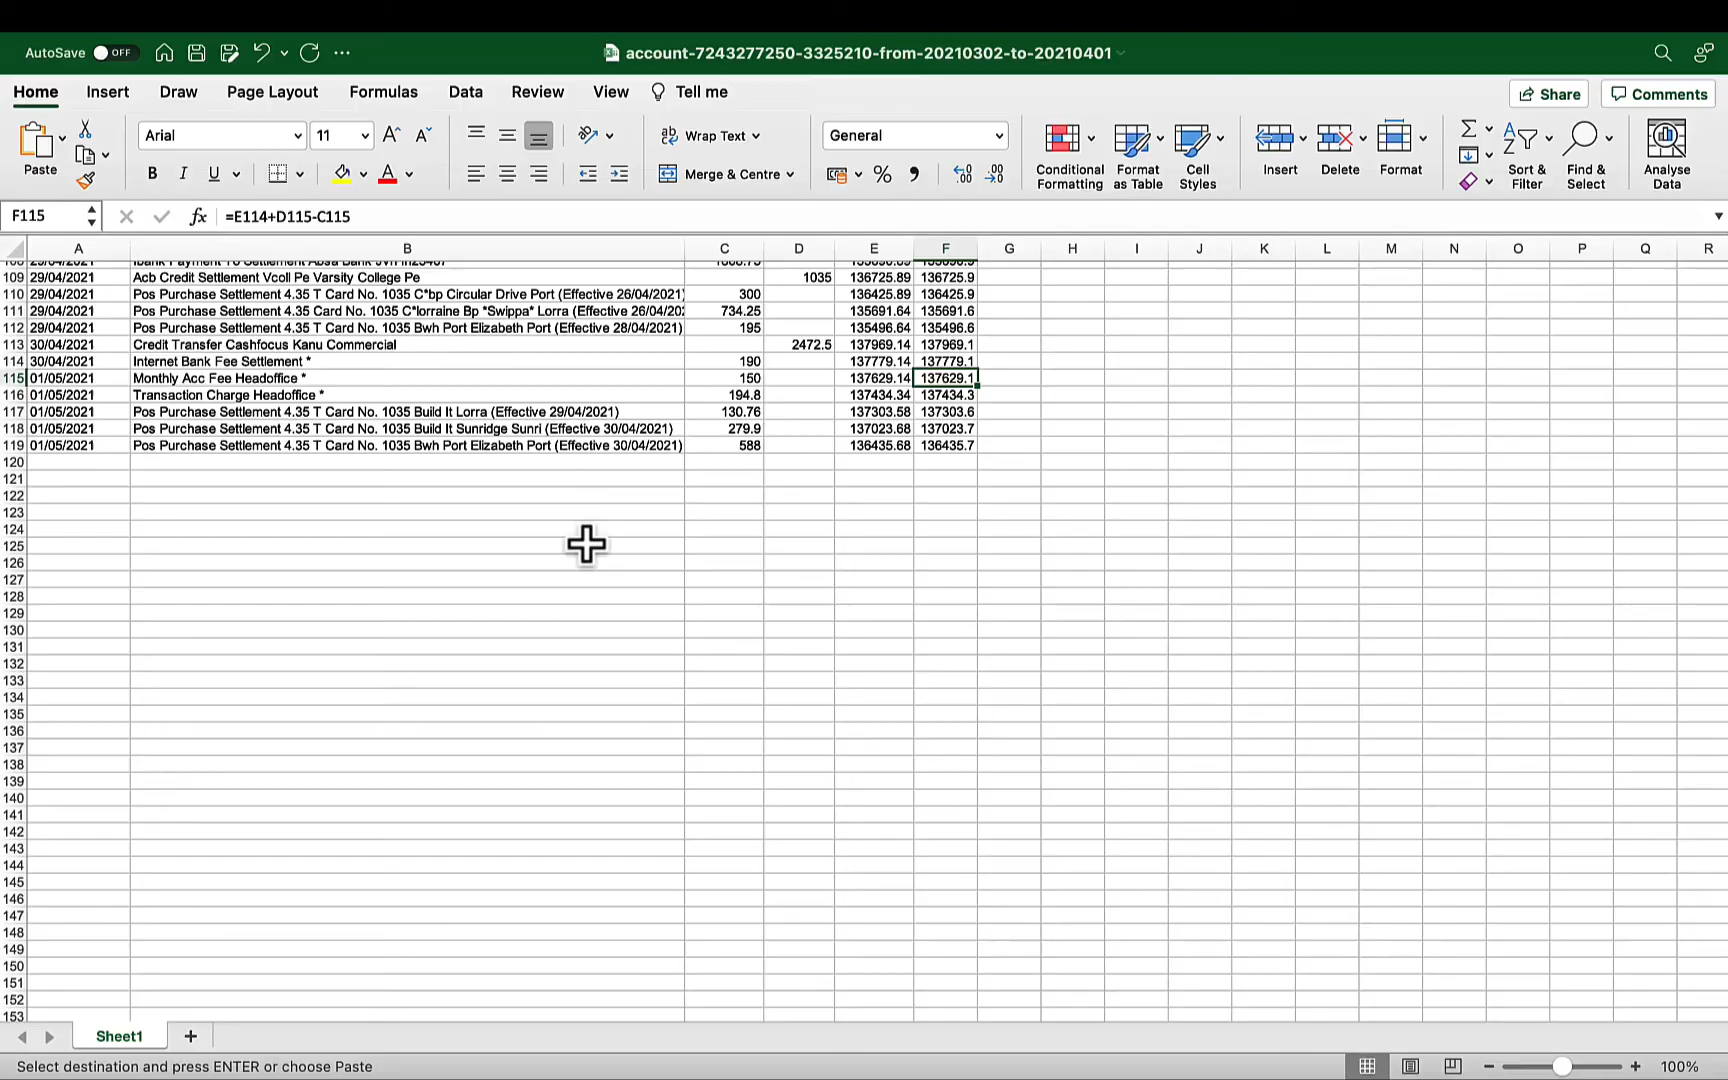 AutoSave OFF
account-7243277250-3325210-from-20210302-to-20210401
Home Insert Draw Page Layout Formulas Data Review View Tell me Share Comments
Paste
Arial 11
Wrap Text
Merge & Centre
General
Conditional Formatting
Format as Table
Cell Styles
Insert
Delete
Format
Sort & Filter
Find & Select
Analyse Data
F115 fx =E114+D115-C115
A B C D E F G H I J K L M N O P Q R
109 29/04/2021 Acb Credit Settlement Vcoll Pe Varsity College Pe 1035 136725.89 136725.9
110 29/04/2021 Pos Purchase Settlement 4.35 T Card No. 1035 C*bp Circular Drive Port (Effective 26/04/2021) 300 136425.89 136425.9
111 29/04/2021 Pos Purchase Settlement 4.35 Card No. 1035 C*lorraine Bp *Swippa* Lorra (Effective 26/04/202 734.25 135691.64 135691.6
112 29/04/2021 Pos Purchase Settlement 4.35 T Card No. 1035 Bwh Port Elizabeth Port (Effective 28/04/2021) 195 135496.64 135496.6
113 30/04/2021 Credit Transfer Cashfocus Kanu Commercial 2472.5 137969.14 137969.1
114 30/04/2021 Internet Bank Fee Settlement * 190 137779.14 137779.1
115 01/05/2021 Monthly Acc Fee Headoffice * 150 137629.14 137629.1
116 01/05/2021 Transaction Charge Headoffice * 194.8 137434.34 137434.3
117 01/05/2021 Pos Purchase Settlement 4.35 T Card No. 1035 Build It Lorra (Effective 29/04/2021) 130.76 137303.58 137303.6
118 01/05/2021 Pos Purchase Settlement 4.35 T Card No. 1035 Build It Sunridge Sunri (Effective 30/04/2021) 279.9 137023.68 137023.7
119 01/05/2021 Pos Purchase Settlement 4.35 T Card No. 1035 Bwh Port Elizabeth Port (Effective 30/04/2021) 588 136435.68 136435.7
120
121
122
123
124
125
126
127
128
129
130
131
132
133
134
135
136
137
138
139
140
141
142
143
144
145
146
147
148
149
150
151
152
153
Sheet1
Select destination and press ENTER or choose Paste
100%